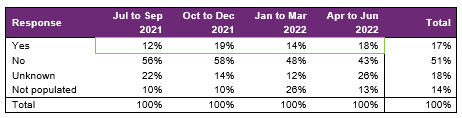 Response Jul to Sep 2021 Oct to Dec 2021 Jan to Mar 2022 Apr to Jun 2022 Total
Yes 12% 19% 14% 18% 17%
No 56% 58% 48% 43% 51%
Unknown 22% 14% 12% 26% 18%
Not populated 10% 10% 26% 13% 14%
Total 100% 100% 100% 100% 100%